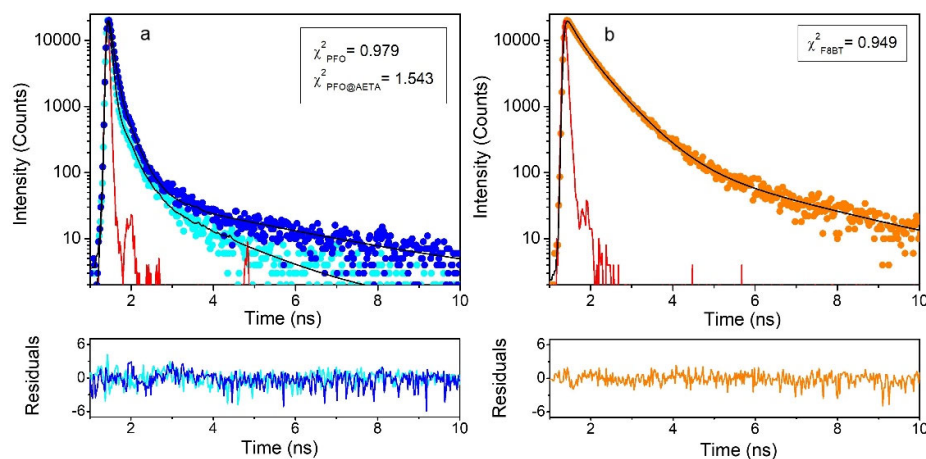 a
χ²PFO = 0.979
χ²PFO@AETA = 1.543
Intensity (Counts)
10000
1000
100
10
2 4 6 8 10
Time (ns)
Residuals
6
0
-6
2 4 6 8 10
Time (ns)
b
χ²F8BT = 0.949
Intensity (Counts)
10000
1000
100
10
2 4 6 8 10
Time (ns)
Residuals
6
0
-6
2 4 6 8 10
Time (ns)